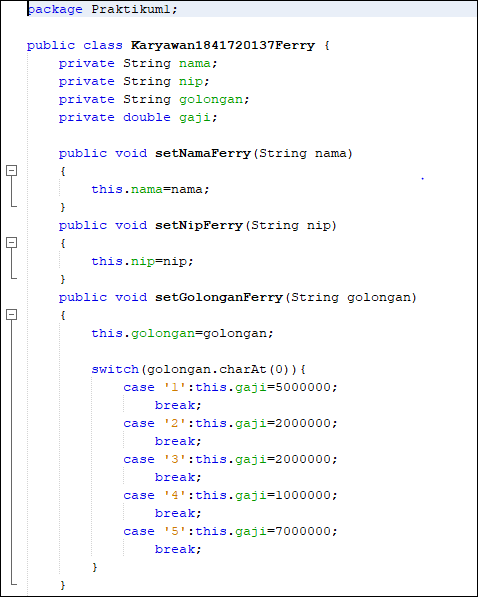 package Praktikum1;
public class Karyawan1841720137Ferry {
private String nama;
private String nip;
private String golongan;
private double gaji;
public void setNamaFerry(String nama)
{
this.nama=nama;
}
public void setNipFerry(String nip)
{
this.nip=nip;
}
public void setGolonganFerry(String golongan)
{
this.golongan=golongan;
switch(golongan.charAt(0)){
case '1':this.gaji=5000000;
break;
case '2':this.gaji=2000000;
break;
case '3':this.gaji=2000000;
break;
case '4':this.gaji=1000000;
break;
case '5':this.gaji=7000000;
break;
}
}